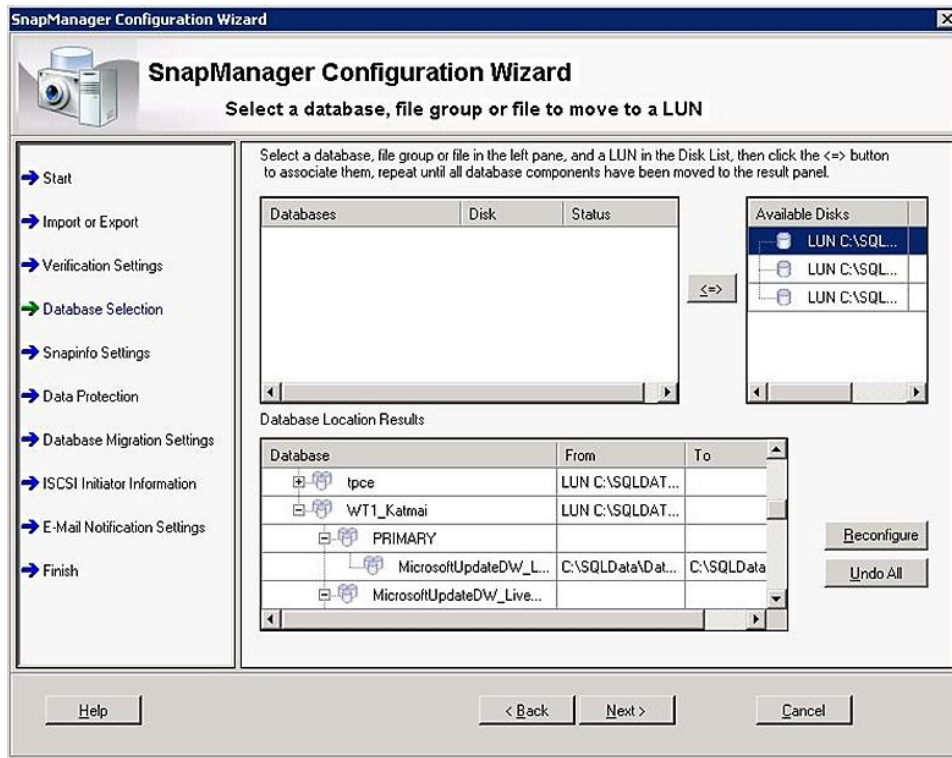 SnapManager Configuration Wizard
SnapManager Configuration Wizard
Select a database, file group or file to move to a LUN
Start
Import or Export
Verification Settings
Database Selection
Snapinfo Settings
Data Protection
Database Migration Settings
ISCSI Initiator Information
E-Mail Notification Settings
Finish
Select a database, file group or file in the left pane, and a LUN in the Disk List, then click the <=> button
to associate them, repeat until all database components have been moved to the result panel.
Databases Disk Status
<=>
Available Disks
LUN C:\SQL...
LUN C:\SQL...
LUN C:\SQL...
Database Location Results
Database From To
tpce LUN C:\SQLDAT...
WT1_Katmai LUN C:\SQLDAT...
PRIMARY
MicrosoftUpdateDW_L... C:\SQLData\Dat... C:\SQLData
MicrosoftUpdateDW_Live...
Reconfigure
Undo All
Help
< Back
Next >
Cancel